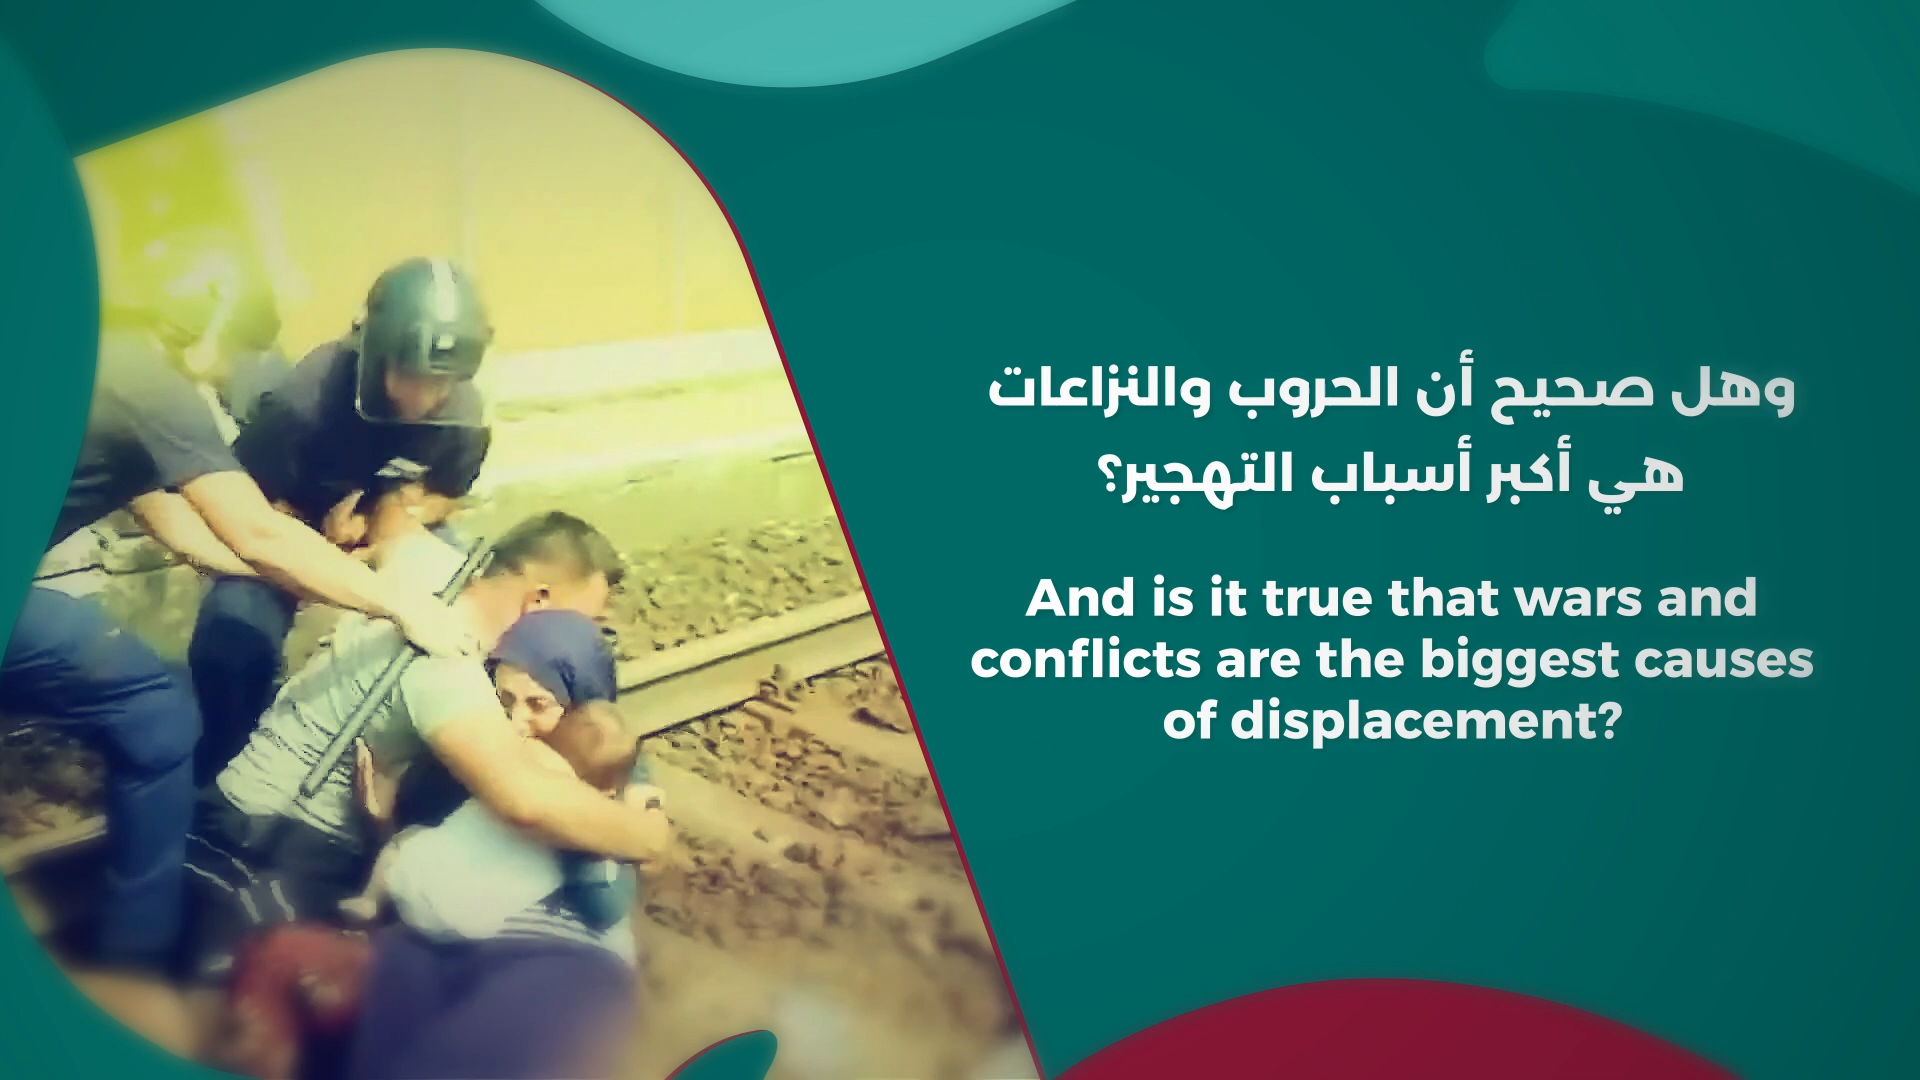 وهل صحيح أن الحروب والنزاعات
هي أكبر أسباب التهجير؟
And is it true that wars and
conflicts are the biggest causes
of displacement?